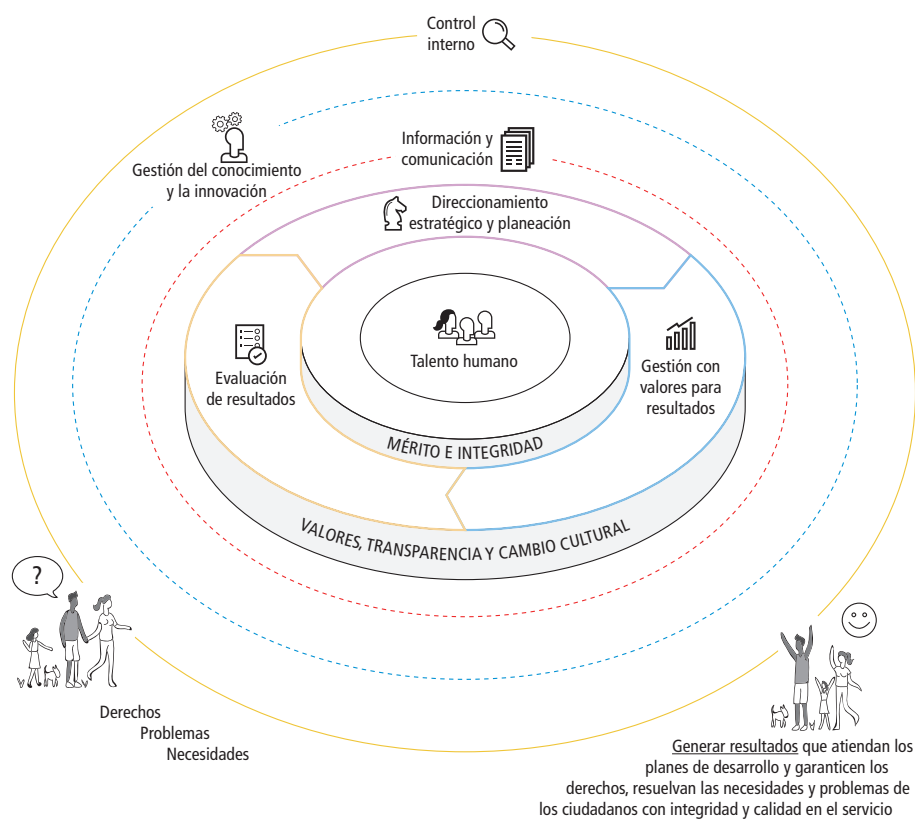 Control
interno
Gestión del conocimiento
y la innovación
Información y
comunicación
Direccionamiento
estratégico y planeación
Talento humano
Evaluación
de resultados
Gestión con
valores para
resultados
MÉRITO E INTEGRIDAD
VALORES, TRANSPARENCIA Y CAMBIO CULTURAL
?
Derechos
Problemas
Necesidades
Generar resultados que atiendan los
planes de desarrollo y garanticen los
derechos, resuelvan las necesidades y problemas de
los ciudadanos con integridad y calidad en el servicio